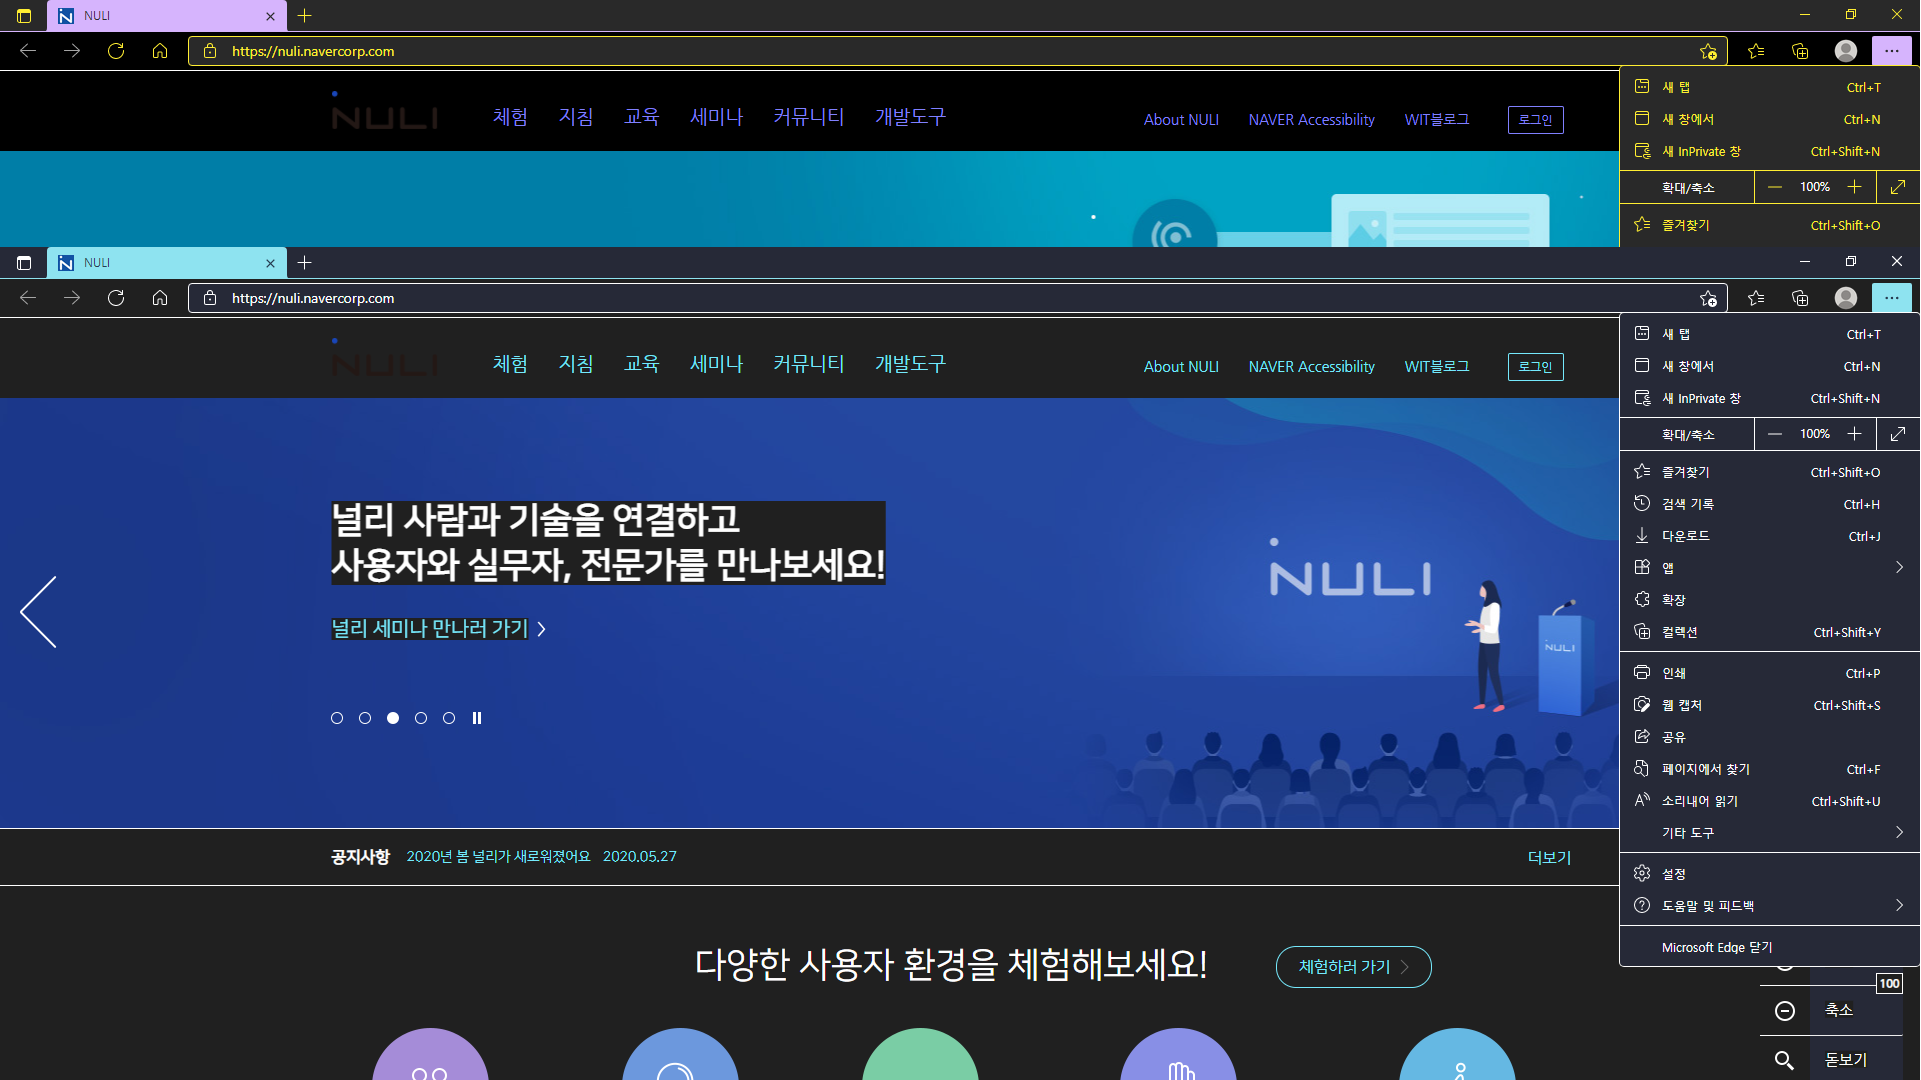 NULI
https://nuli.navercorp.com
NULI 체험 지침 교육 세미나 커뮤니티 개발도구 About NULI NAVER Accessibility WIT블로그 로그인
새 탭 Ctrl+T
새 창에서 Ctrl+N
새 InPrivate 창 Ctrl+Shift+N
확대/축소 100%
즐겨찾기 Ctrl+Shift+O
NULI
https://nuli.navercorp.com
NULI 체험 지침 교육 세미나 커뮤니티 개발도구 About NULI NAVER Accessibility WIT블로그 로그인
새 탭 Ctrl+T
새 창에서 Ctrl+N
새 InPrivate 창 Ctrl+Shift+N
확대/축소 100%
즐겨찾기 Ctrl+Shift+O
검색 기록 Ctrl+H
다운로드 Ctrl+J
앱
확장
컬렉션 Ctrl+Shift+Y
인쇄 Ctrl+P
웹 캡처 Ctrl+Shift+S
공유
페이지에서 찾기 Ctrl+F
소리내어 읽기 Ctrl+Shift+U
기타 도구
설정
도움말 및 피드백
Microsoft Edge 닫기
널리 사람과 기술을 연결하고
사용자와 실무자, 전문가를 만나보세요!
널리 세미나 만나러 가기
NULI
NULI
공지사항 2020년 봄 널리가 새로워졌어요 2020.05.27 더보기
다양한 사용자 환경을 체험해보세요! 체험하러 가기
100
축소
돋보기